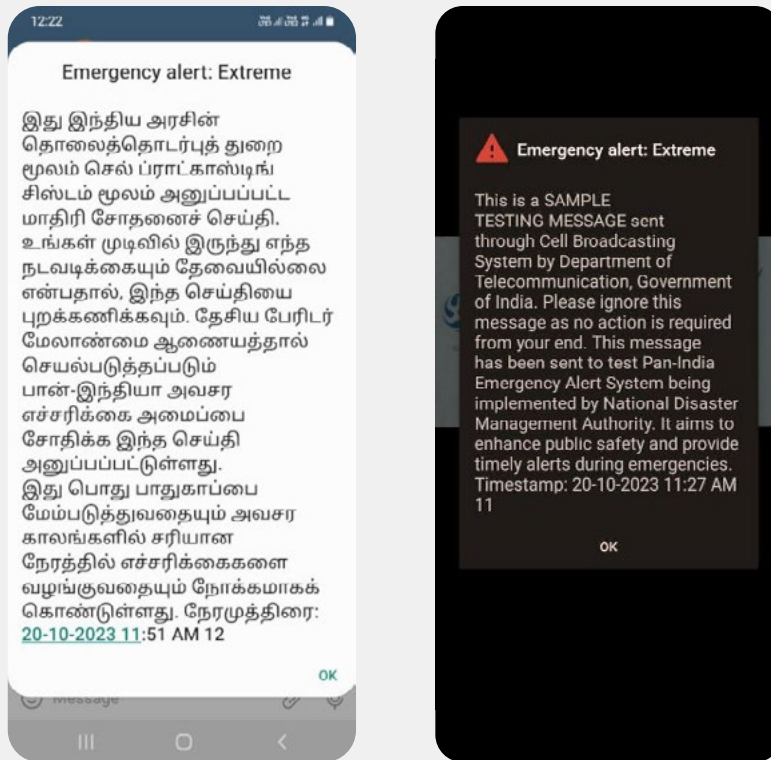 12:22
Emergency alert: Extreme
இது இந்திய அரசின்
தொலைத்தொடர்புத் துறை
மூலம் செல் ப்ராட்காஸ்டிங்
சிஸ்டம் மூலம் அனுப்பப்பட்ட
மாதிரி சோதனைச் செய்தி.
உங்கள் முடிவில் இருந்து எந்த
நடவடிக்கையும் தேவையில்லை
என்பதால், இந்த செய்தியை
புறக்கணிக்கவும். தேசிய பேரிடர்
மேலாண்மை ஆணையத்தால்
செயல்படுத்தப்படும்
பான்-இந்தியா அவசர
எச்சரிக்கை அமைப்பை
சோதிக்க இந்த செய்தி
அனுப்பப்பட்டுள்ளது.
இது பொது பாதுகாப்பை
மேம்படுத்துவதையும் அவசர
காலங்களில் சரியான
நேரத்தில் எச்சரிக்கைகளை
வழங்குவதையும் நோக்கமாகக்
கொண்டுள்ளது. நேரமுத்திரை:
20-10-2023 11:51 AM 12
OK
Message
Emergency alert: Extreme
This is a SAMPLE
TESTING MESSAGE sent
through Cell Broadcasting
System by Department of
Telecommunication, Government
of India. Please ignore this
message as no action is required
from your end. This message
has been sent to test Pan-India
Emergency Alert System being
implemented by National Disaster
Management Authority. It aims to
enhance public safety and provide
timely alerts during emergencies.
Timestamp: 20-10-2023 11:27 AM
11
OK